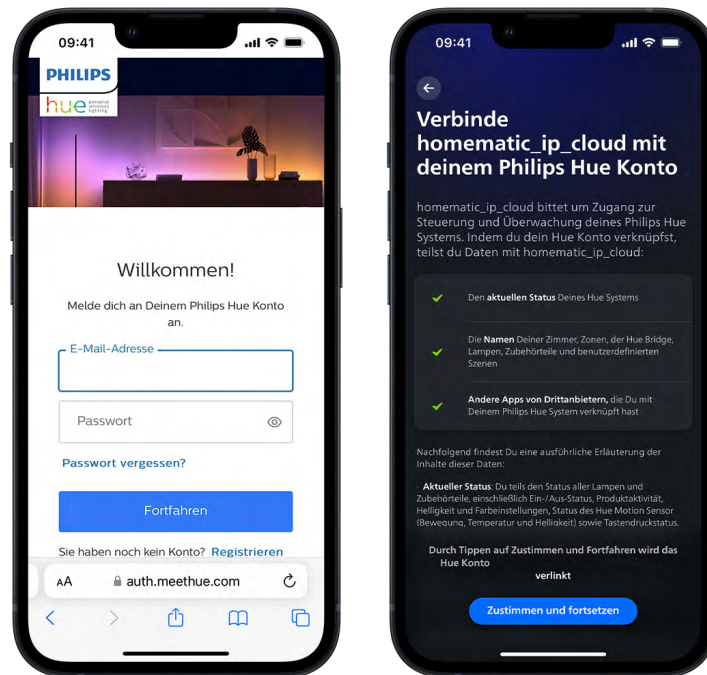 09:41
PHILIPS
hue personal
wireless
lighting
Willkommen!
Melde dich an Deinem Philips Hue Konto
an.
E-Mail-Adresse
Passwort
Passwort vergessen?
Fortfahren
Sie haben noch kein Konto? Registrieren
AA auth.meethue.com
09:41
Verbinde
homematic_ip_cloud mit
deinem Philips Hue Konto
homematic_ip_cloud bittet um Zugang zur
Steuerung und Überwachung deines Philips Hue
Systems. Indem du dein Hue Konto verknüpfst,
teilst du Daten mit homematic_ip_cloud:
Den aktuellen Status Deines Hue Systems
Die Namen Deiner Zimmer, Zonen, der Hue Bridge,
Lampen, Zubehörteile und benutzerdefinierten
Szenen
Andere Apps von Drittanbietern, die Du mit
Deinem Philips Hue System verknüpft hast
Nachfolgend findest Du eine ausführliche Erläuterung der
Inhalte dieser Daten:
· Aktueller Status: Du teils den Status aller Lampen und
Zubehörteile, einschließlich Ein-/Aus-Status, Produktaktivität,
Helligkeit und Farbeinstellungen, Status des Hue Motion Sensor
(Bewegung, Temperatur und Helligkeit) sowie Tastendruckstatus.
Durch Tippen auf Zustimmen und Fortfahren wird das
Hue Konto
verlinkt
Zustimmen und fortsetzen